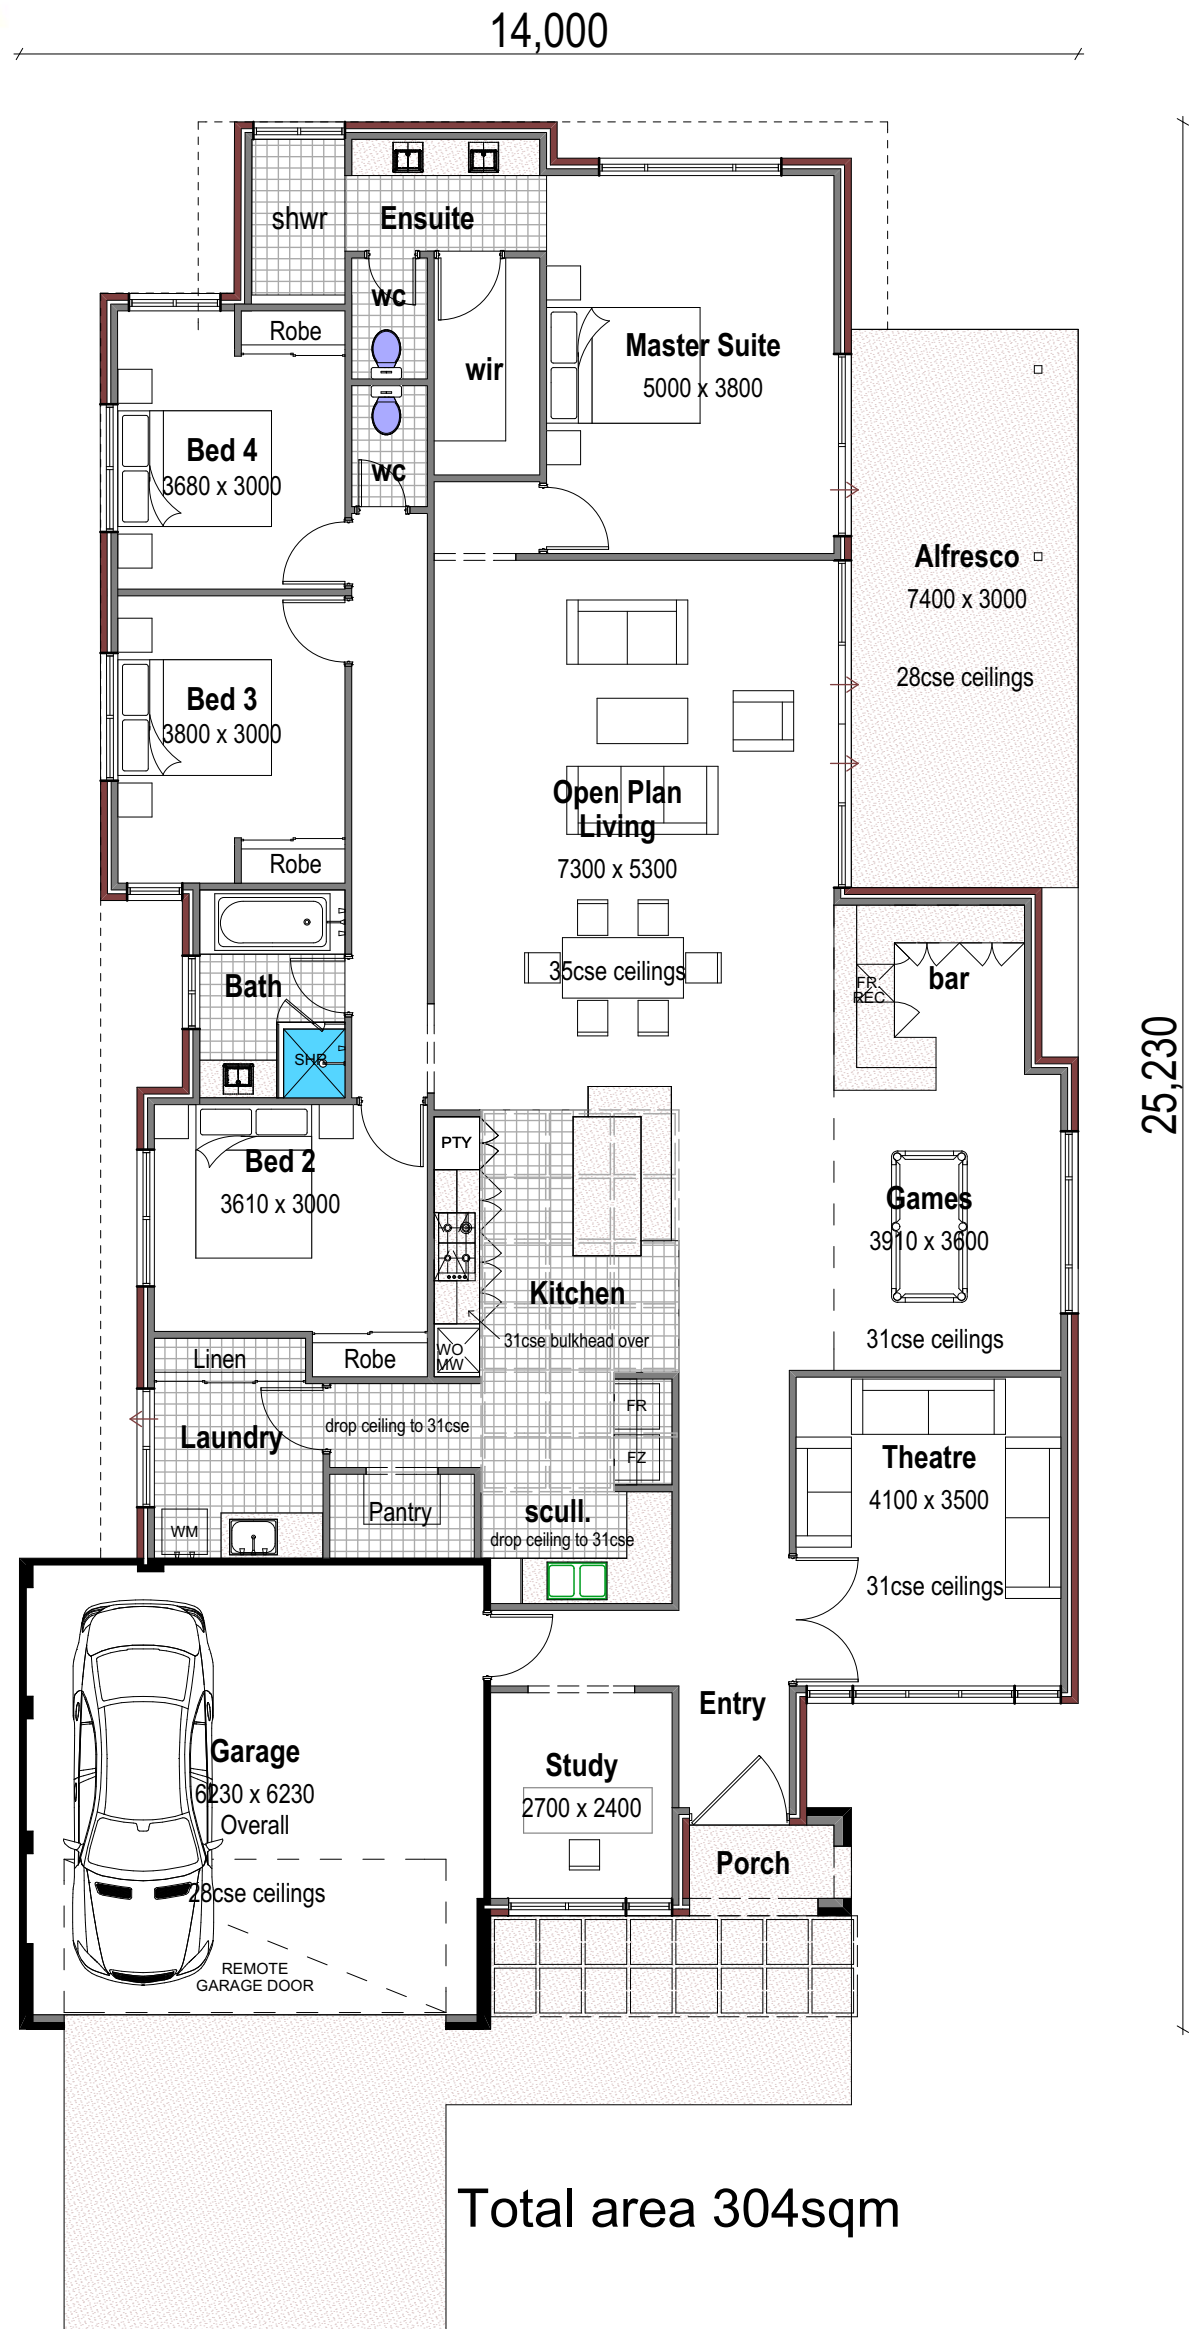 14,000
shwr
Ensuite
wc
Robe
wir
Master Suite
5000 x 3800
Bed 4
3680 x 3000
wc
Alfresco
7400 x 3000
28cse ceilings
Bed 3
3800 x 3000
Open Plan
Living
7300 x 5300
Robe
35cse ceilings
Bath
SHR
bar
FR.
REC
25,230
PTY
Bed 2
3610 x 3000
Games
3910 x 3600
31cse ceilings
Kitchen
31cse bulkhead over
WO
MW
Linen
Robe
FR
drop ceiling to 31cse
Laundry
FZ
Theatre
4100 x 3500
31cse ceilings
Pantry
scull.
drop ceiling to 31cse
WM
Entry
Garage
6230 x 6230
Overall
28cse ceilings
Study
2700 x 2400
Porch
REMOTE
GARAGE DOOR
Total area 304sqm